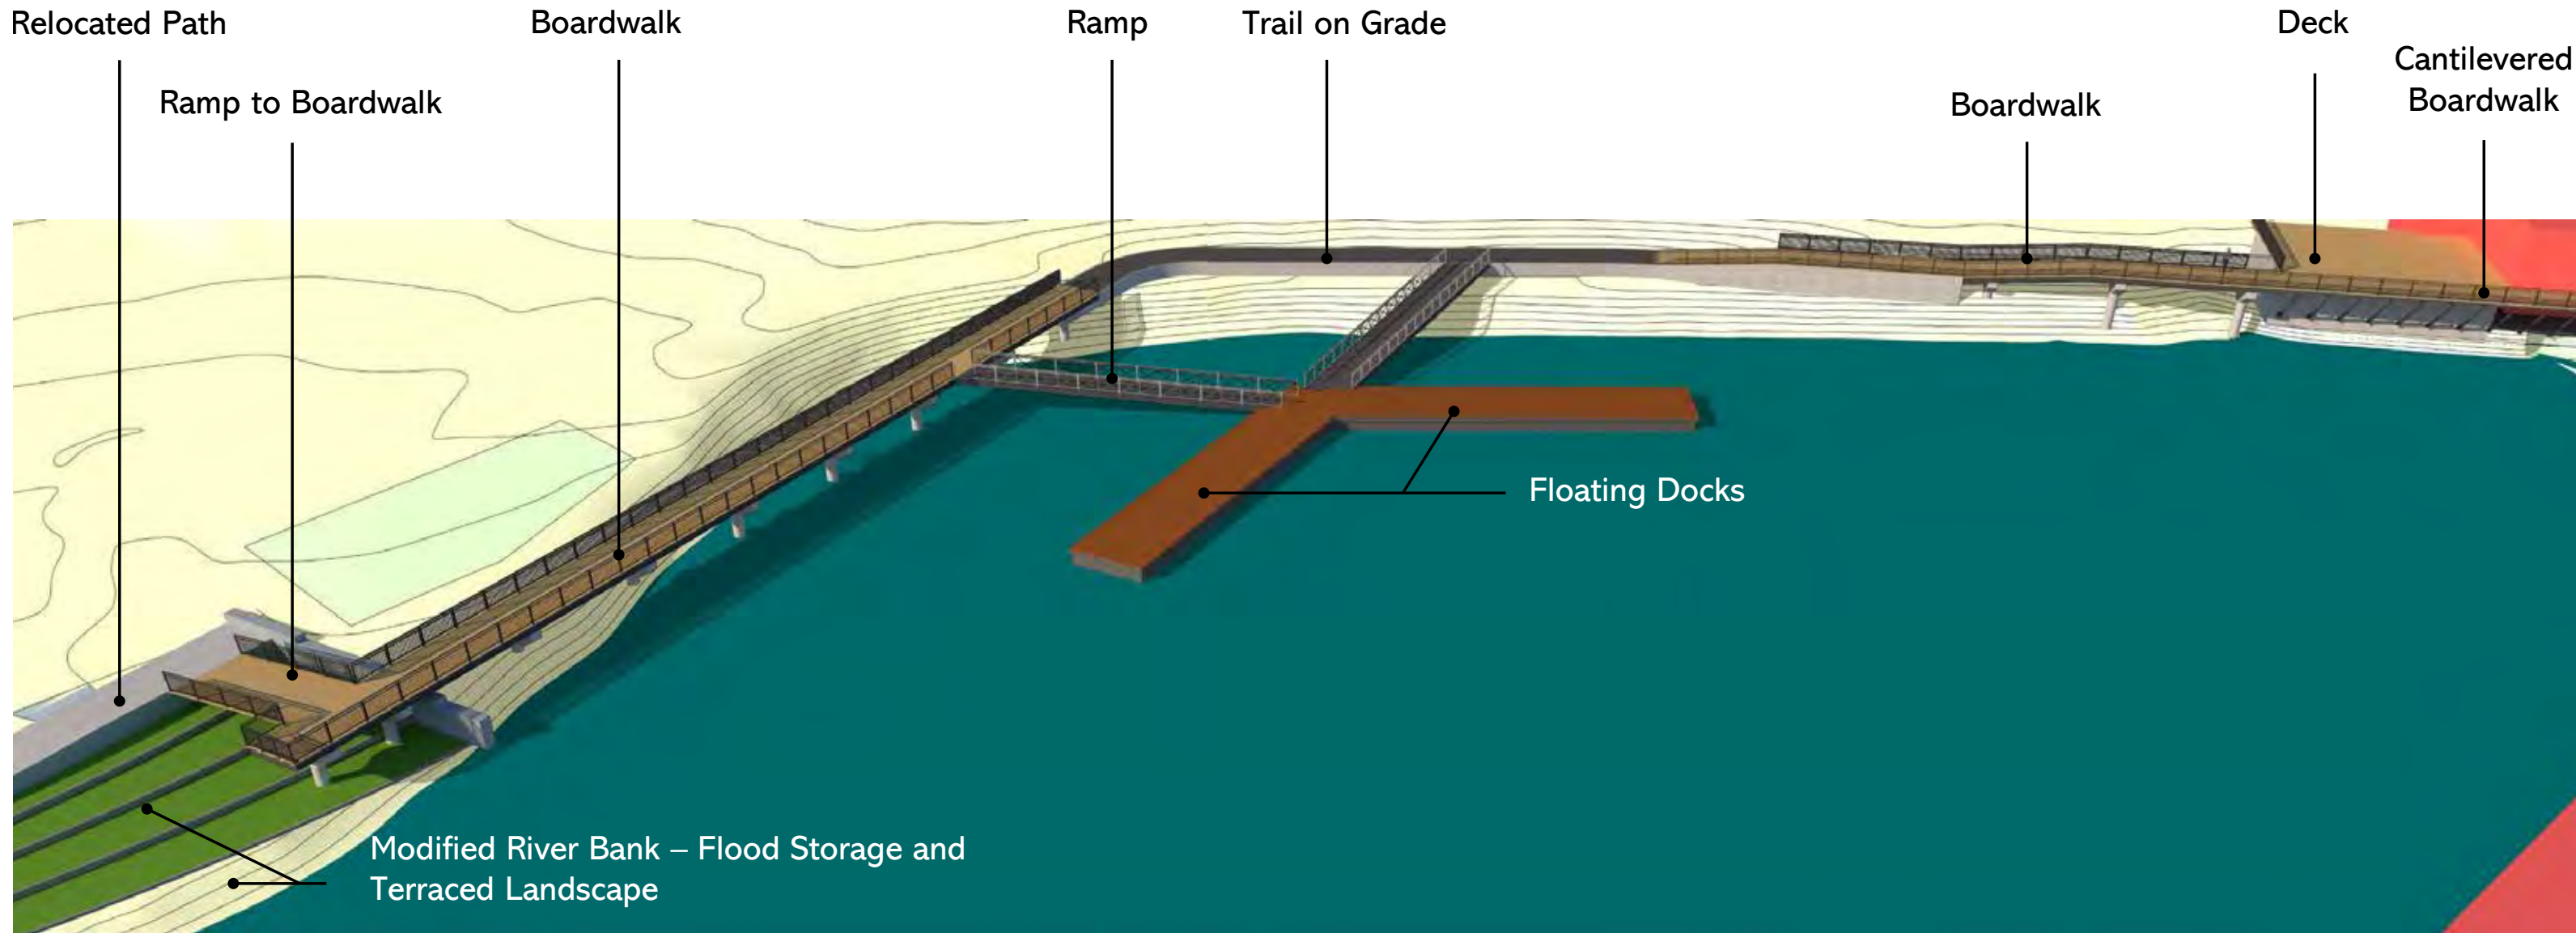 Relocated Path
Boardwalk
Ramp
Trail on Grade
Deck
Cantilevered
Boardwalk
Ramp to Boardwalk
Boardwalk
Floating Docks
Modified River Bank – Flood Storage and
Terraced Landscape